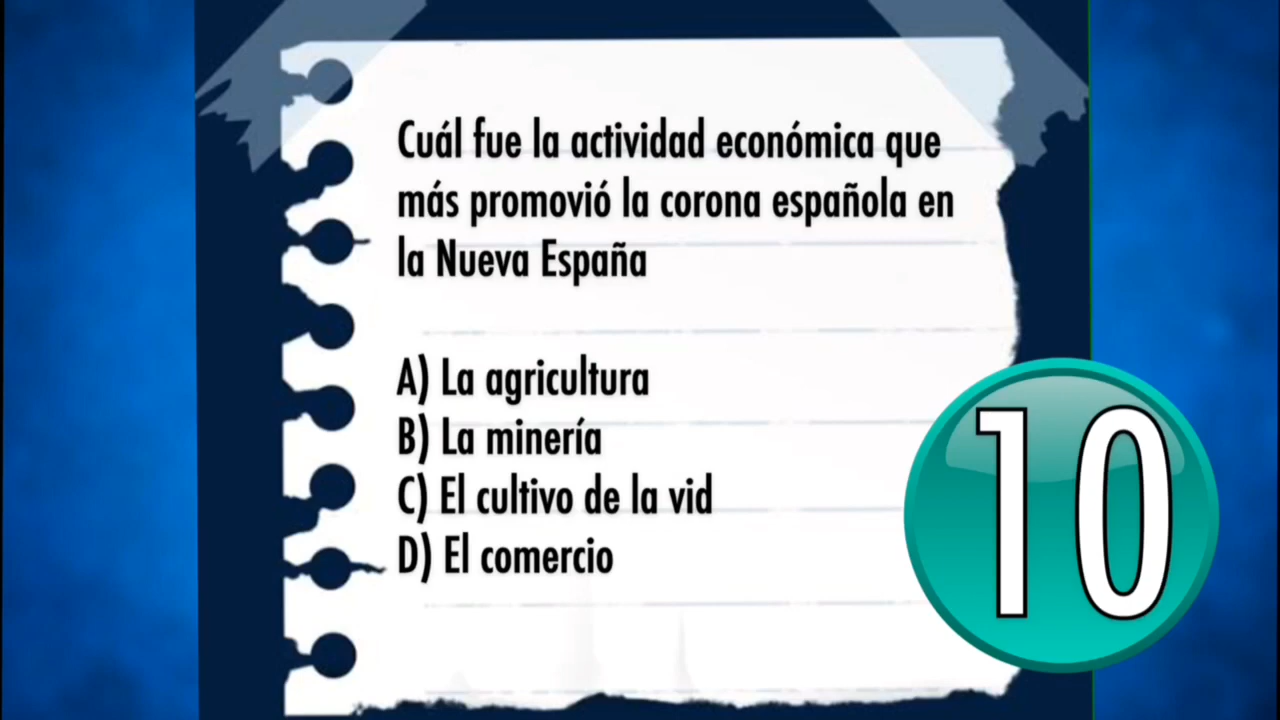 Cuál fue la actividad económica que
más promovió la corona española en
la Nueva España
A) La agricultura
B) La minería
C) El cultivo de la vid
D) El comercio
10